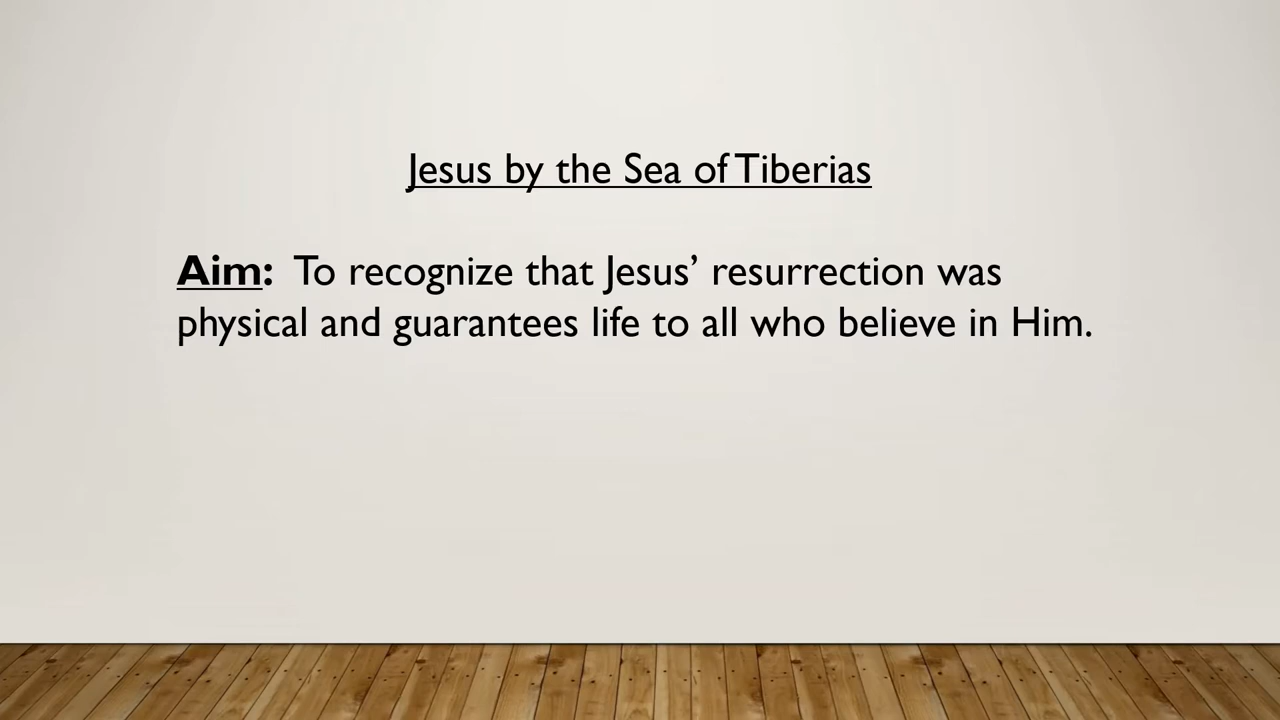 Jesus by the Sea of Tiberias
Aim: To recognize that Jesus’ resurrection was
physical and guarantees life to all who believe in Him.